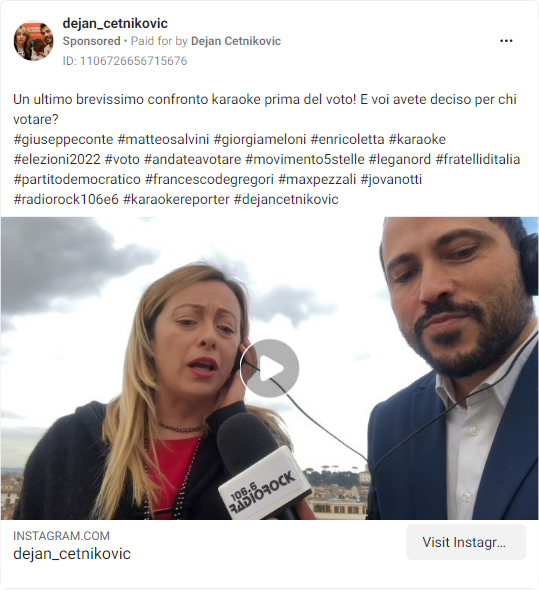 dejan_cetnikovic
Sponsored • Paid for by Dejan Cetnikovic
ID: 1106726656715676
Un ultimo brevissimo confronto karaoke prima del voto! E voi avete deciso per chi
votare?
#giuseppeconte #matteosalvini #giorgiameloni #enricoletta #karaoke
#elezioni2022 #voto #andateavotare #movimento5stelle #leganord #fratelliditalia
#partitodemocratico #francescodegregori #maxpezzali #jovanotti
#radiorock106e6 #karaokereporter #dejancetnikovic
106.6
RADIOROCK
INSTAGRAM.COM
dejan_cetnikovic
Visit Instagr...